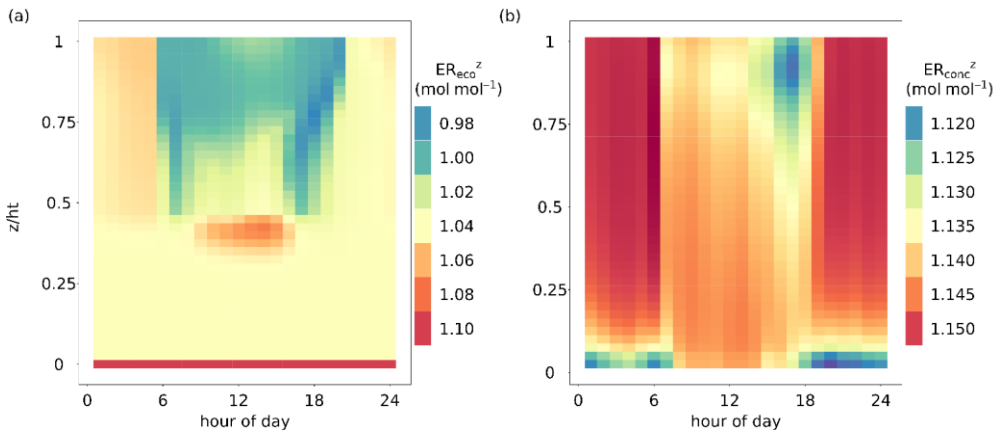 (a)
1
0.75
0.5
0.25
0
z/ht
0 6 12 18 24
hour of day
ER_eco^z
(mol mol⁻¹)
0.98
1.00
1.02
1.04
1.06
1.08
1.10
(b)
1
0.75
0.5
0.25
0
0 6 12 18 24
hour of day
ER_conc^z
(mol mol⁻¹)
1.120
1.125
1.130
1.135
1.140
1.145
1.150